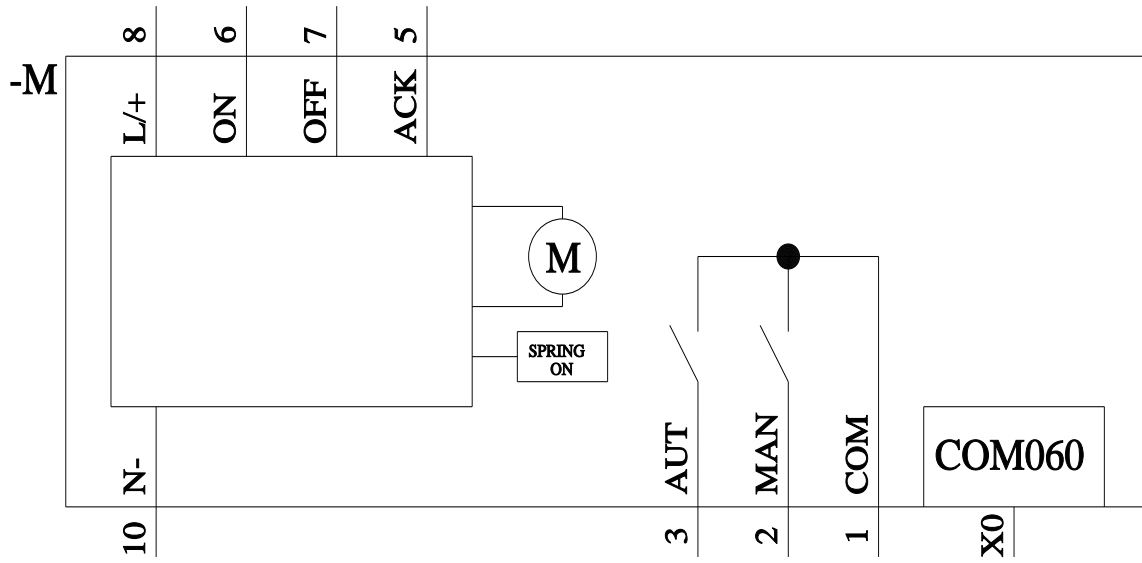 8 6 7 5
-M
L/+ ON OFF ACK
M
SPRING
ON
N- AUT MAN COM COM060
10 3 2 1 X0